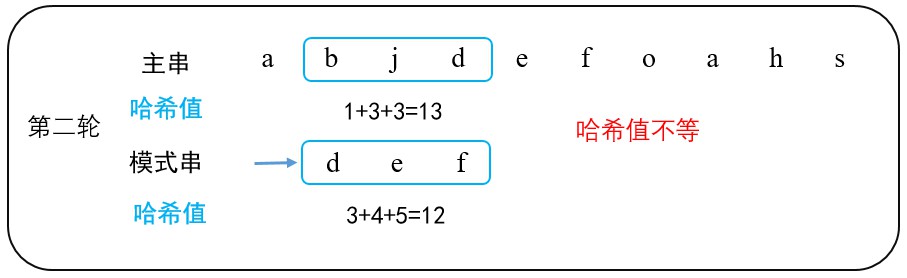 主串 a b j d e f o a h s
哈希值 1+3+3=13 哈希值不等
第二轮
模式串 d e f
哈希值 3+4+5=12